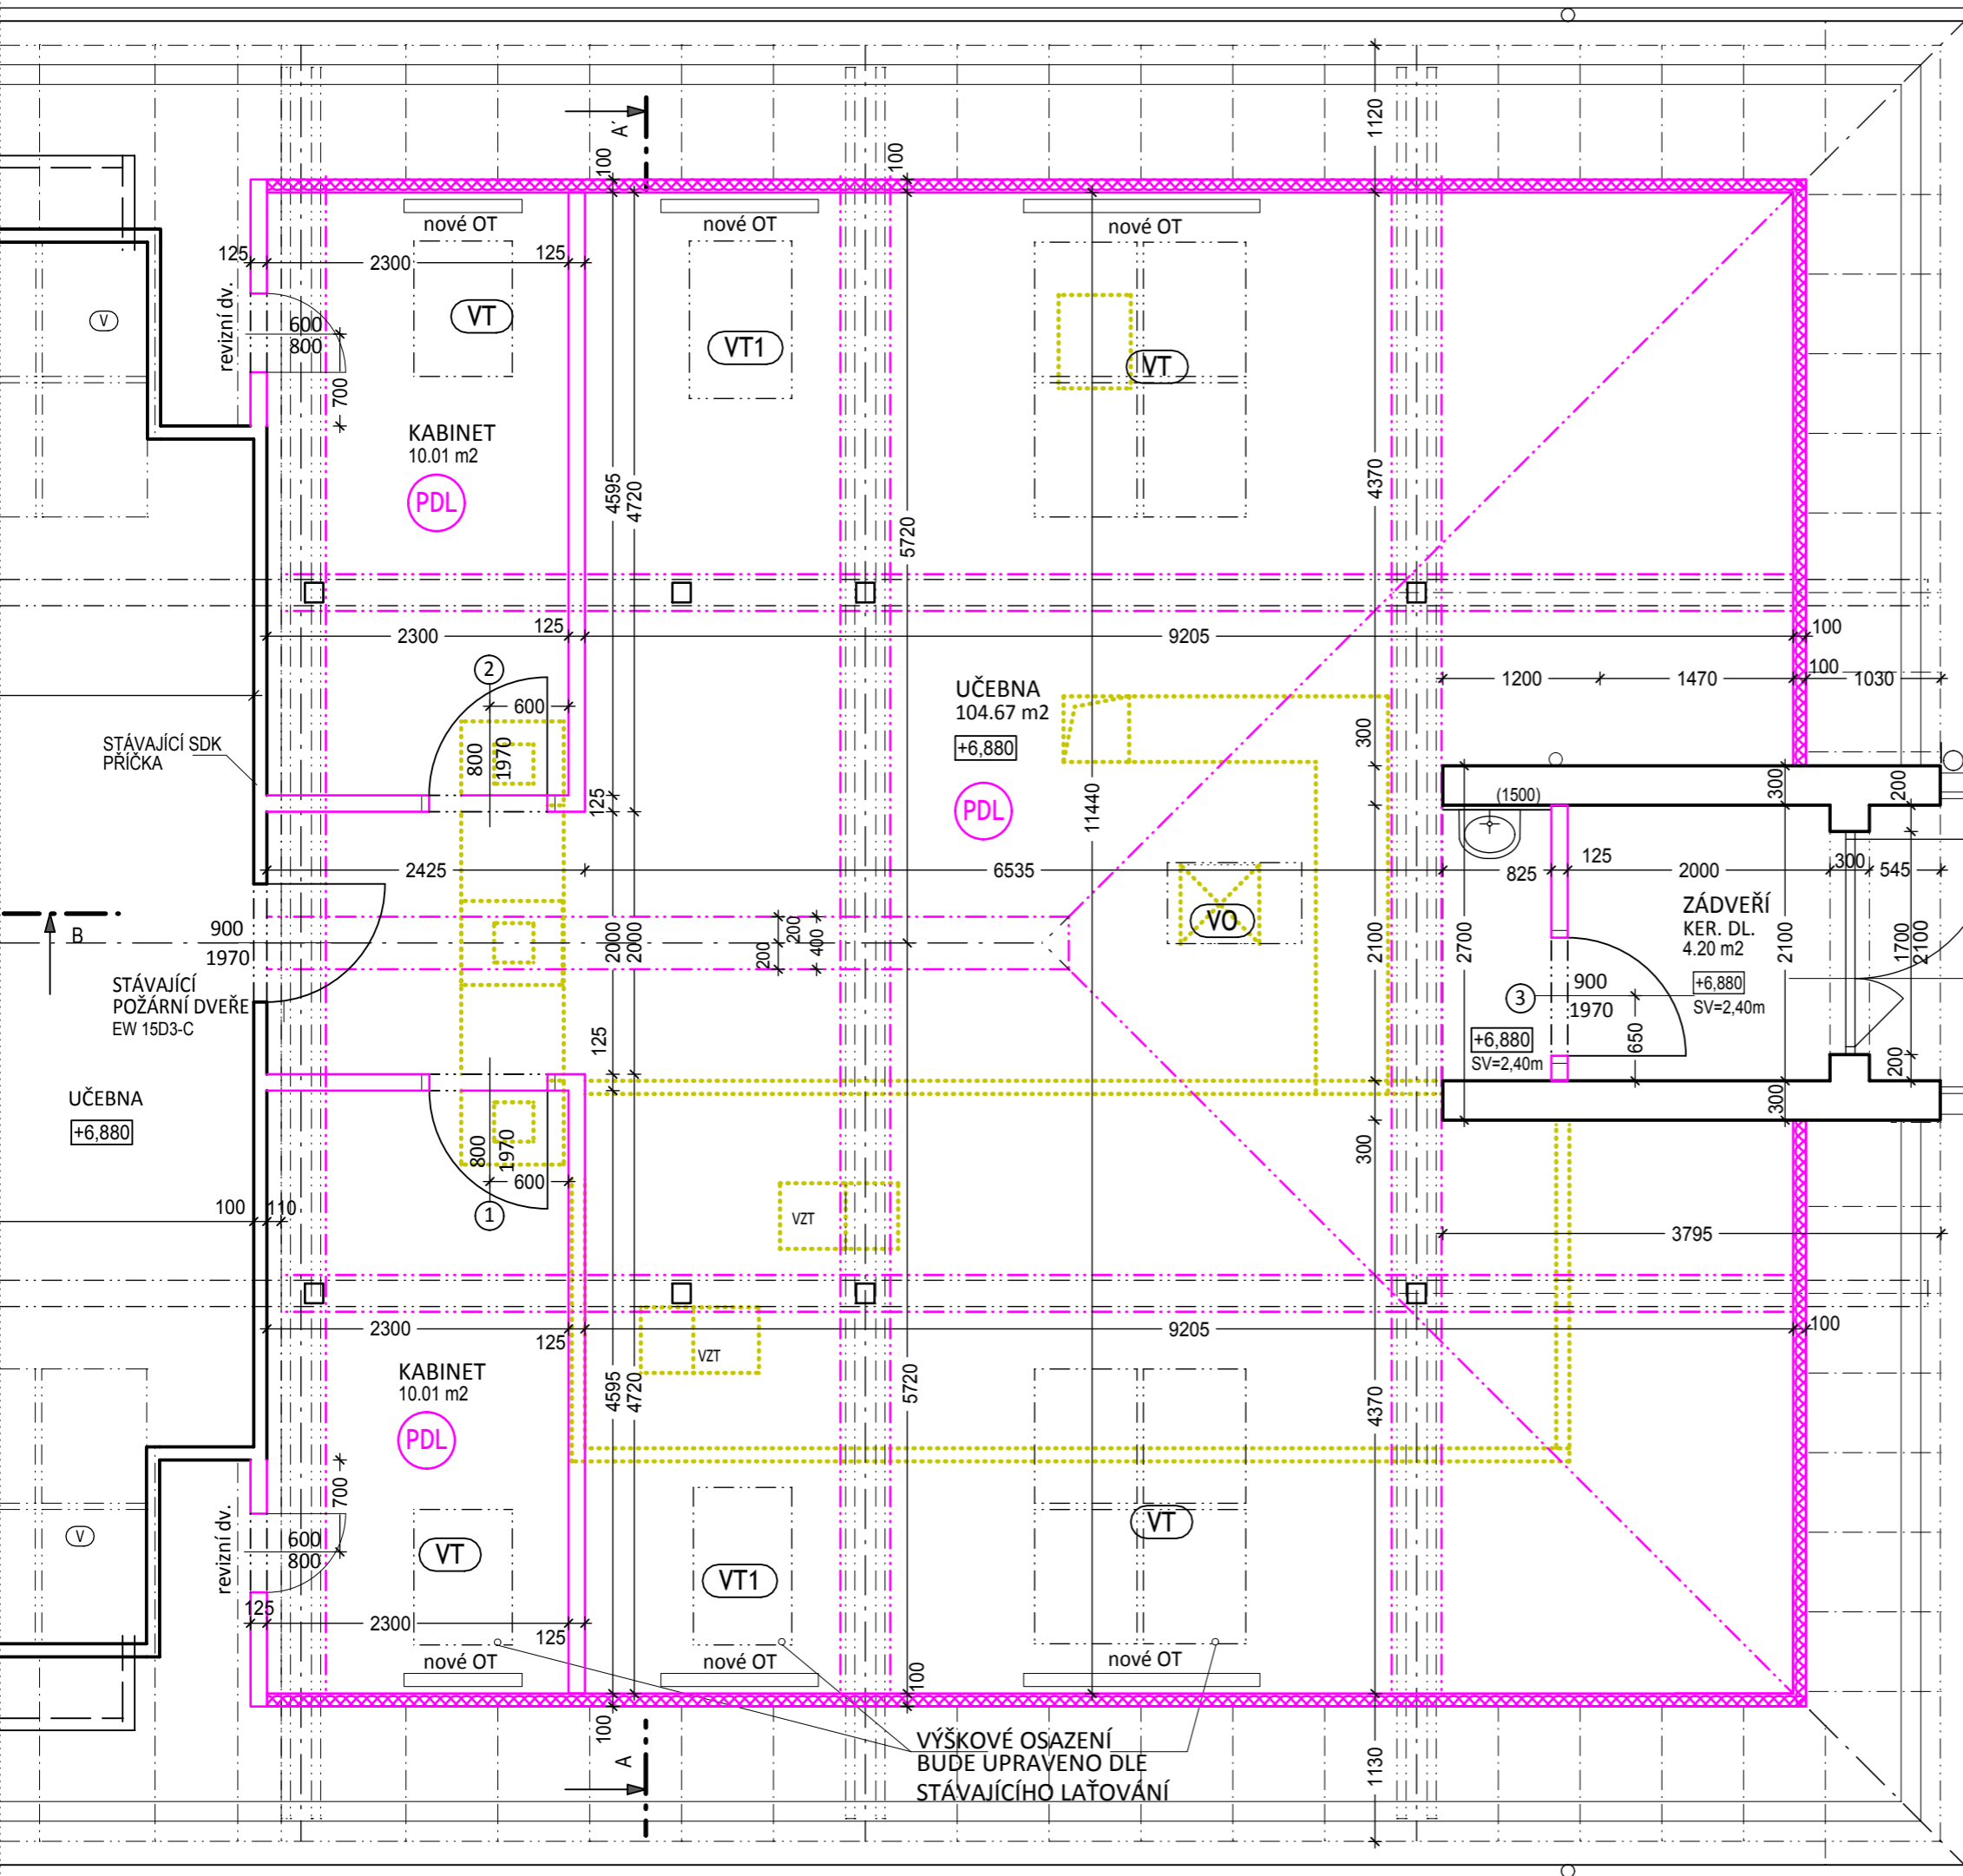 A´
1120
100
100
nové OT
nové OT
nové OT
125
2300
125
revizní dv.
600
800
700
V
VT
VT1
VT
KABINET
10.01 m2
PDL
4595
4720
5720
4370
2300
125
9205
100
2
600
800
1970
UČEBNA
104.67 m2
+6,880
PDL
11440
300
1200
1470
100
1030
STÁVAJÍCÍ SDK
PŘÍČKA
125
(1500)
300
200
2425
6535
825
125
2000
300
545
900
1970
B
2000
2000
200
200
400
VO
2100
2700
ZÁDVEŘÍ
KER. DL.
4.20 m2
+6,880
SV=2,40m
2100
1700
2100
STÁVAJÍCÍ
POŽÁRNÍ DVEŘE
EW 15D3-C
3
900
1970
650
+6,880
SV=2,40m
125
200
300
300
UČEBNA
+6,880
800
1970
600
1
100
110
VZT
3795
2300
125
VZT
9205
100
KABINET
10.01 m2
PDL
4595
4720
5720
4370
700
revizní dv.
600
800
V
VT
VT1
VT
125
2300
125
nové OT
nové OT
nové OT
100
100
A
VÝŠKOVÉ OSAZENÍ
BUDE UPRAVENO DLE
STÁVAJÍCÍHO LAŤOVÁNÍ
1130